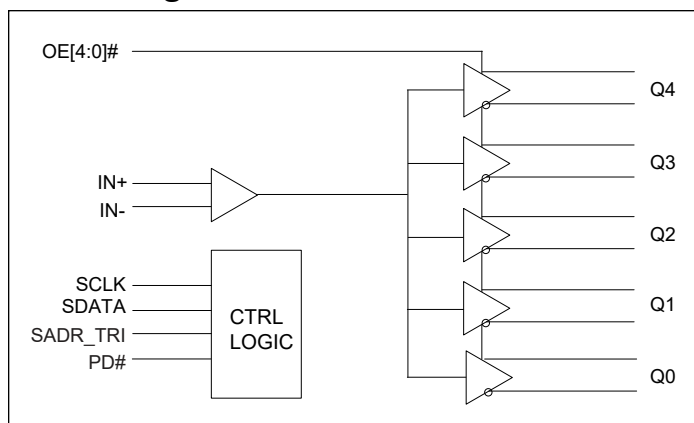 OE[4:0]#
Q4
Q3
IN+
IN-
Q2
SCLK
SDATA
SADR_TRI
PD#
CTRL
LOGIC
Q1
Q0